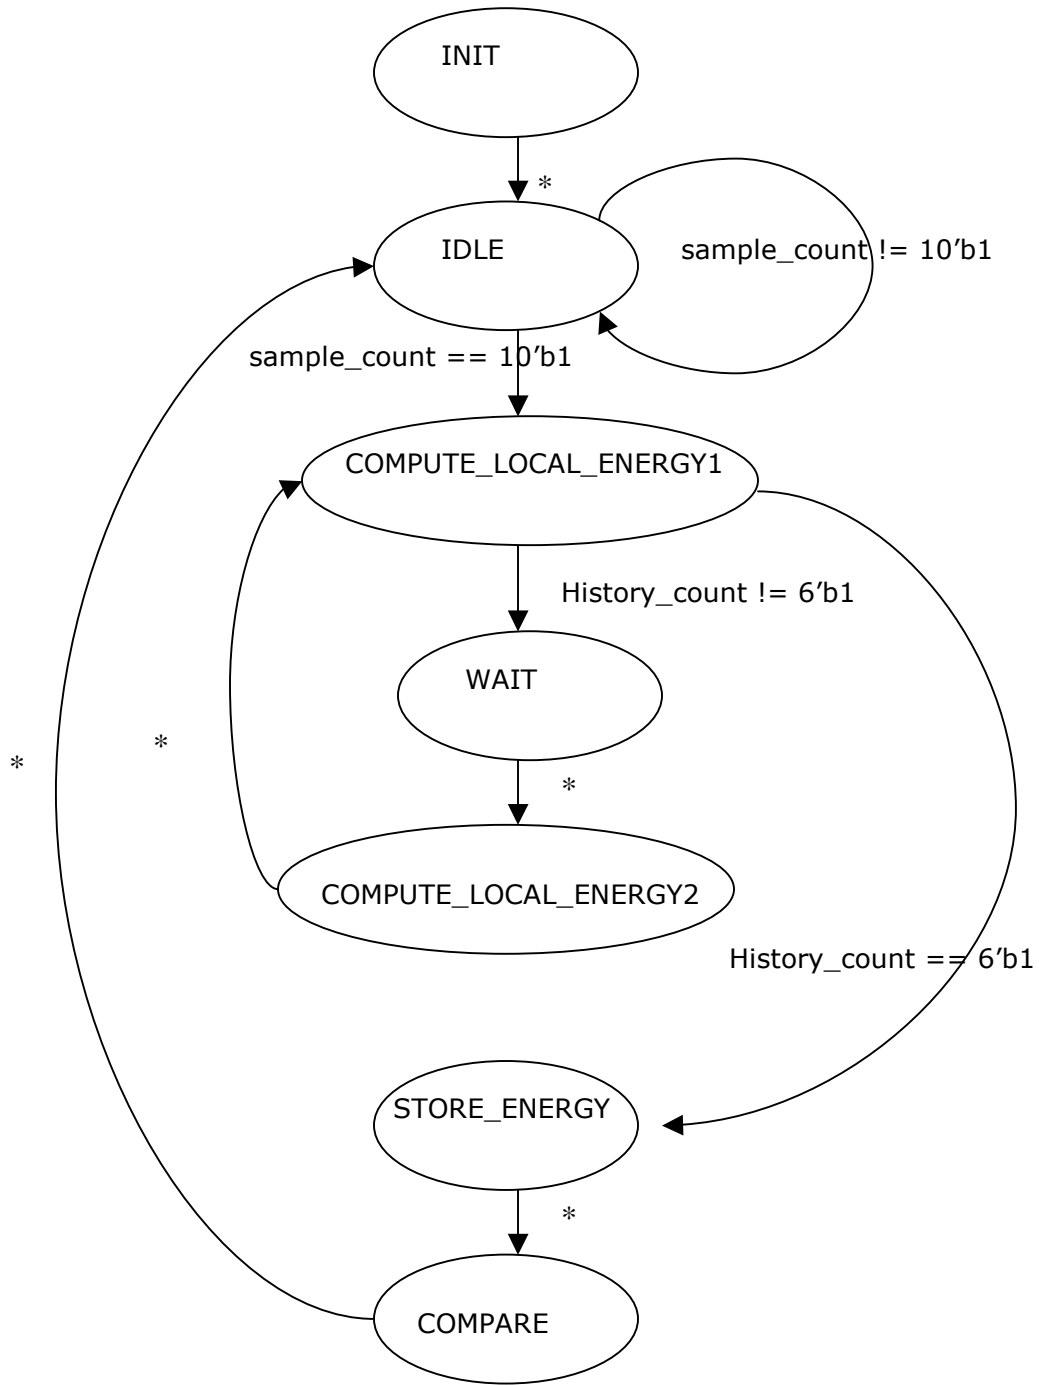 INIT
*
IDLE
sample_count != 10’b1
sample_count == 10’b1
COMPUTE_LOCAL_ENERGY1
History_count != 6’b1
WAIT
*
*
*
COMPUTE_LOCAL_ENERGY2
History_count == 6’b1
STORE_ENERGY
*
COMPARE